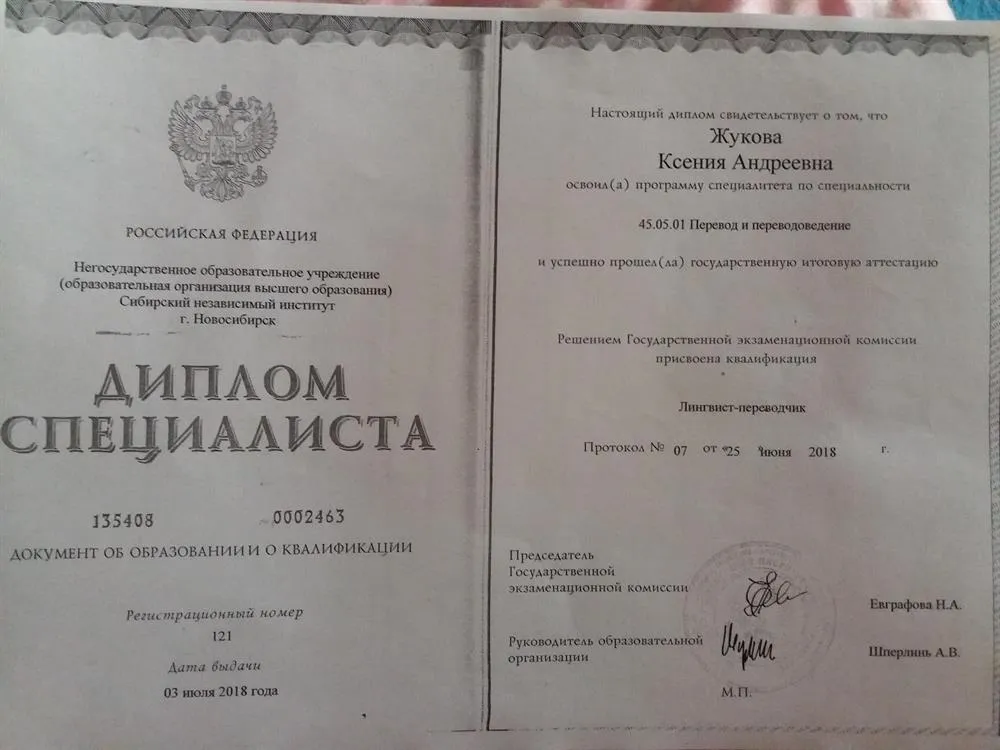 РОССИЙСКАЯ ФЕДЕРАЦИЯ
Негосударственное образовательное учреждение
(образовательная организация высшего образования)
Сибирский независимый институт
г. Новосибирск
ДИПЛОМ
СПЕЦИАЛИСТА
135408 0002463
ДОКУМЕНТ ОБ ОБРАЗОВАНИИ И О КВАЛИФИКАЦИИ
Регистрационный номер
121
Дата выдачи
03 июля 2018 года
Настоящий диплом свидетельствует о том, что
Жукова
Ксения Андреевна
освоил(а) программу специалитета по специальности
45.05.01 Перевод и переводоведение
и успешно прошел(ла) государственную итоговую аттестацию
Решением Государственной экзаменационной комиссии
присвоена квалификация
Лингвист-переводчик
Протокол № 07 от «25 июня 2018 г.
Председатель
Государственной
экзаменационной комиссии
Евграфова Н.А.
Руководитель образовательной
организации
Шперлинь А.В.
М.П.